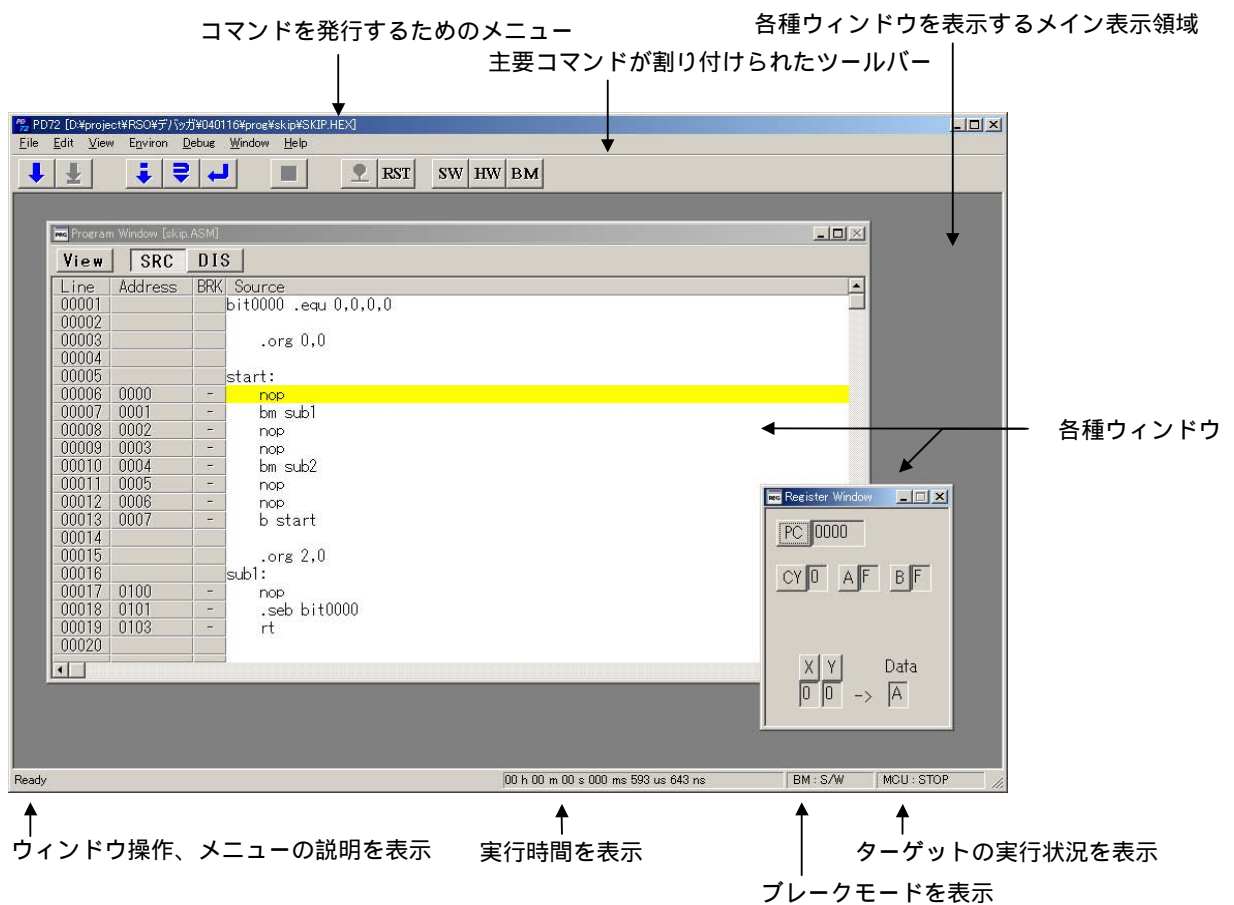 コマンドを発行するためのメニュー
各種ウィンドウを表示するメイン表示領域
主要コマンドが割り付けられたツールバー
PD72 [D:¥project¥RSO¥デバッガ¥040116¥prog¥skip¥SKIP.HEX]
File Edit View Environ Debug Window Help
RST SW HW BM
Program Window [skip.ASM]
View SRC DIS
Line Address BRK Source
00001 bit0000 .equ 0,0,0,0
00002
00003 .org 0,0
00004
00005 start:
00006 0000 - nop
00007 0001 - bm sub1
00008 0002 - nop
00009 0003 - nop
00010 0004 - bm sub2
00011 0005 - nop
00012 0006 - nop
00013 0007 - b start
00014
00015 .org 2,0
00016 sub1:
00017 0100 - nop
00018 0101 - .seb bit0000
00019 0103 - rt
00020
各種ウィンドウ
Register Window
PC 0000
CY 0 A F B F
X Y Data
0 0 -> A
Ready 00 h 00 m 00 s 000 ms 593 us 643 ns BM : S/W MCU : STOP
ウィンドウ操作、メニューの説明を表示
実行時間を表示
ターゲットの実行状況を表示
ブレークモードを表示